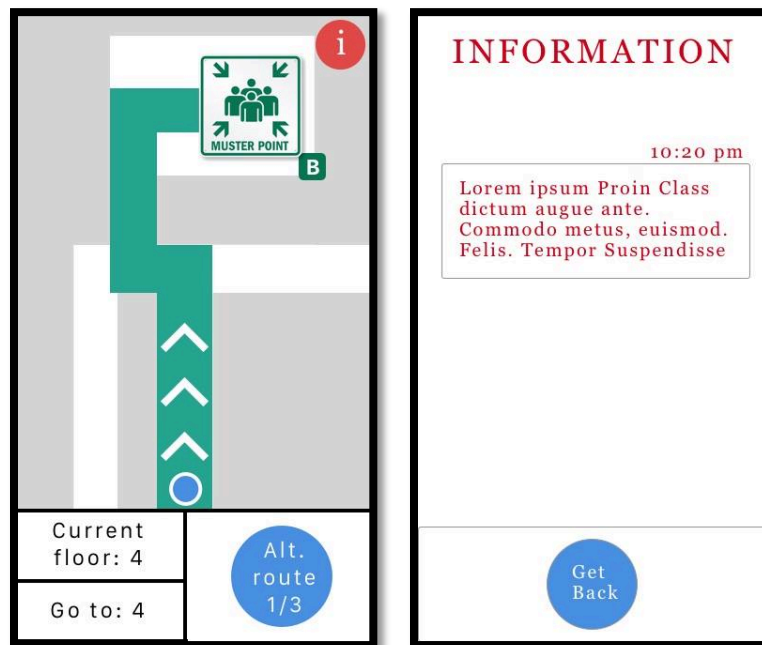 i
MUSTER POINT
B
Current
floor: 4
Go to: 4
Alt.
route
1/3
INFORMATION
10:20 pm
Lorem ipsum Proin Class
dictum augue ante.
Commodo metus, euismod.
Felis. Tempor Suspendisse
Get
Back